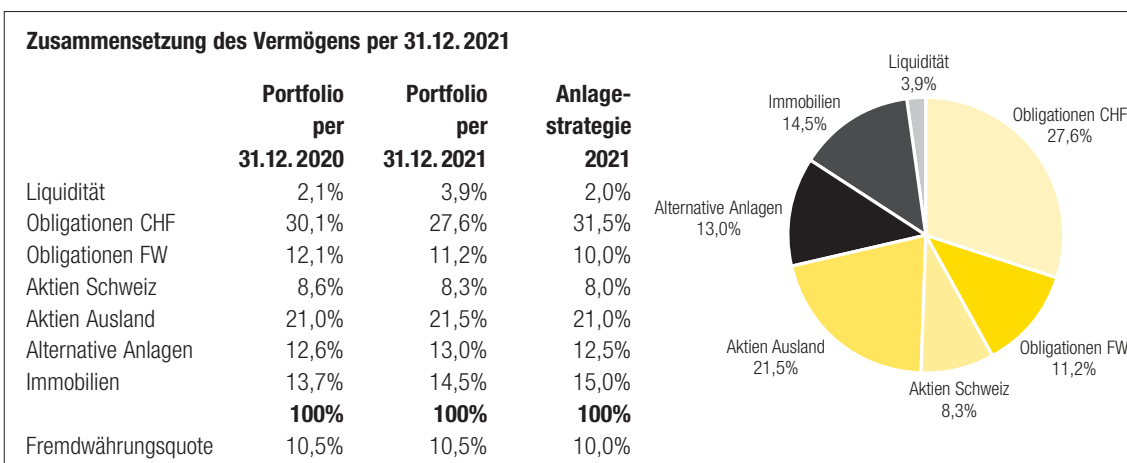 Zusammensetzung des Vermögens per 31.12.2021
Portfolio Portfolio Anlage-
per per strategie
31.12.2020 31.12.2021 2021
Liquidität 2,1% 3,9% 2,0%
Obligationen CHF 30,1% 27,6% 31,5%
Obligationen FW 12,1% 11,2% 10,0%
Aktien Schweiz 8,6% 8,3% 8,0%
Aktien Ausland 21,0% 21,5% 21,0%
Alternative Anlagen 12,6% 13,0% 12,5%
Immobilien 13,7% 14,5% 15,0%
100% 100% 100%
Fremdwährungsquote 10,5% 10,5% 10,0%
Liquidität
3,9%
Obligationen CHF
27,6%
Obligationen FW
11,2%
Aktien Schweiz
8,3%
Aktien Ausland
21,5%
Alternative Anlagen
13,0%
Immobilien
14,5%